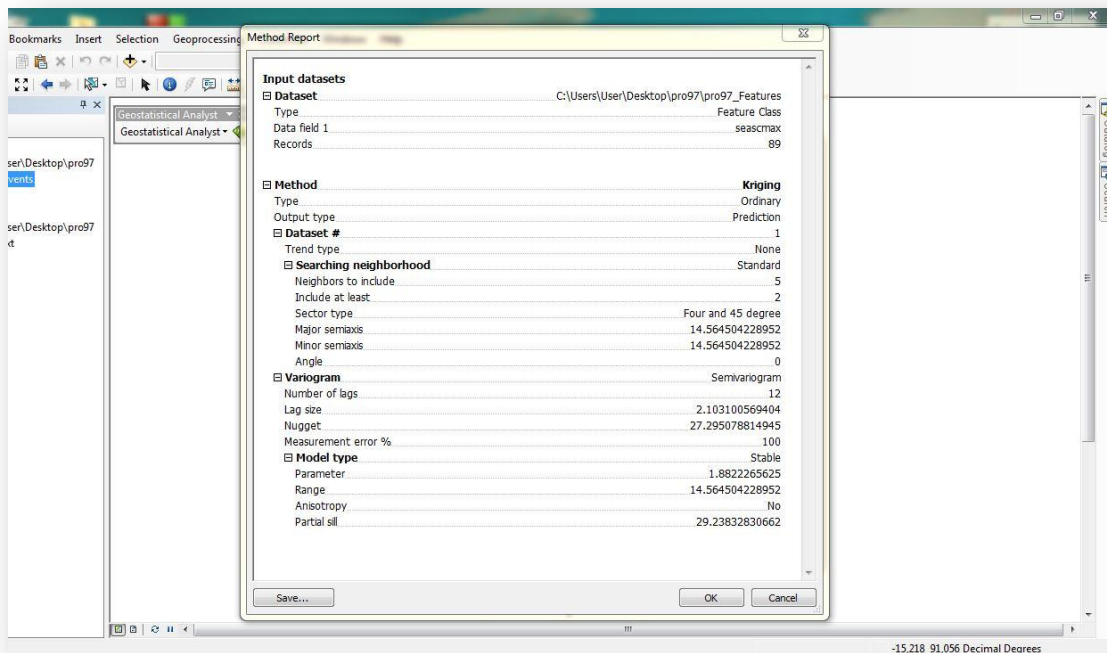 Bookmarks Insert Selection Geoprocessing
Method Report
Geostatistical Analyst
Geostatistical Analyst
ser\Desktop\pro97
vents
ser\Desktop\pro97
xt
Input datasets
Dataset C:\Users\User\Desktop\pro97\pro97_Features
Type Feature Class
Data field 1 seascmax
Records 89
Method Kriging
Type Ordinary
Output type Prediction
Dataset # 1
Trend type None
Searching neighborhood Standard
Neighbors to include 5
Include at least 2
Sector type Four and 45 degree
Major semiaxis 14.564504228952
Minor semiaxis 14.564504228952
Angle 0
Variogram Semivariogram
Number of lags 12
Lag size 2.103100569404
Nugget 27.295078814945
Measurement error % 100
Model type Stable
Parameter 1.8822265625
Range 14.564504228952
Anisotropy No
Partial sill 29.23832830662
Save... OK Cancel
-15,218 91,056 Decimal Degrees